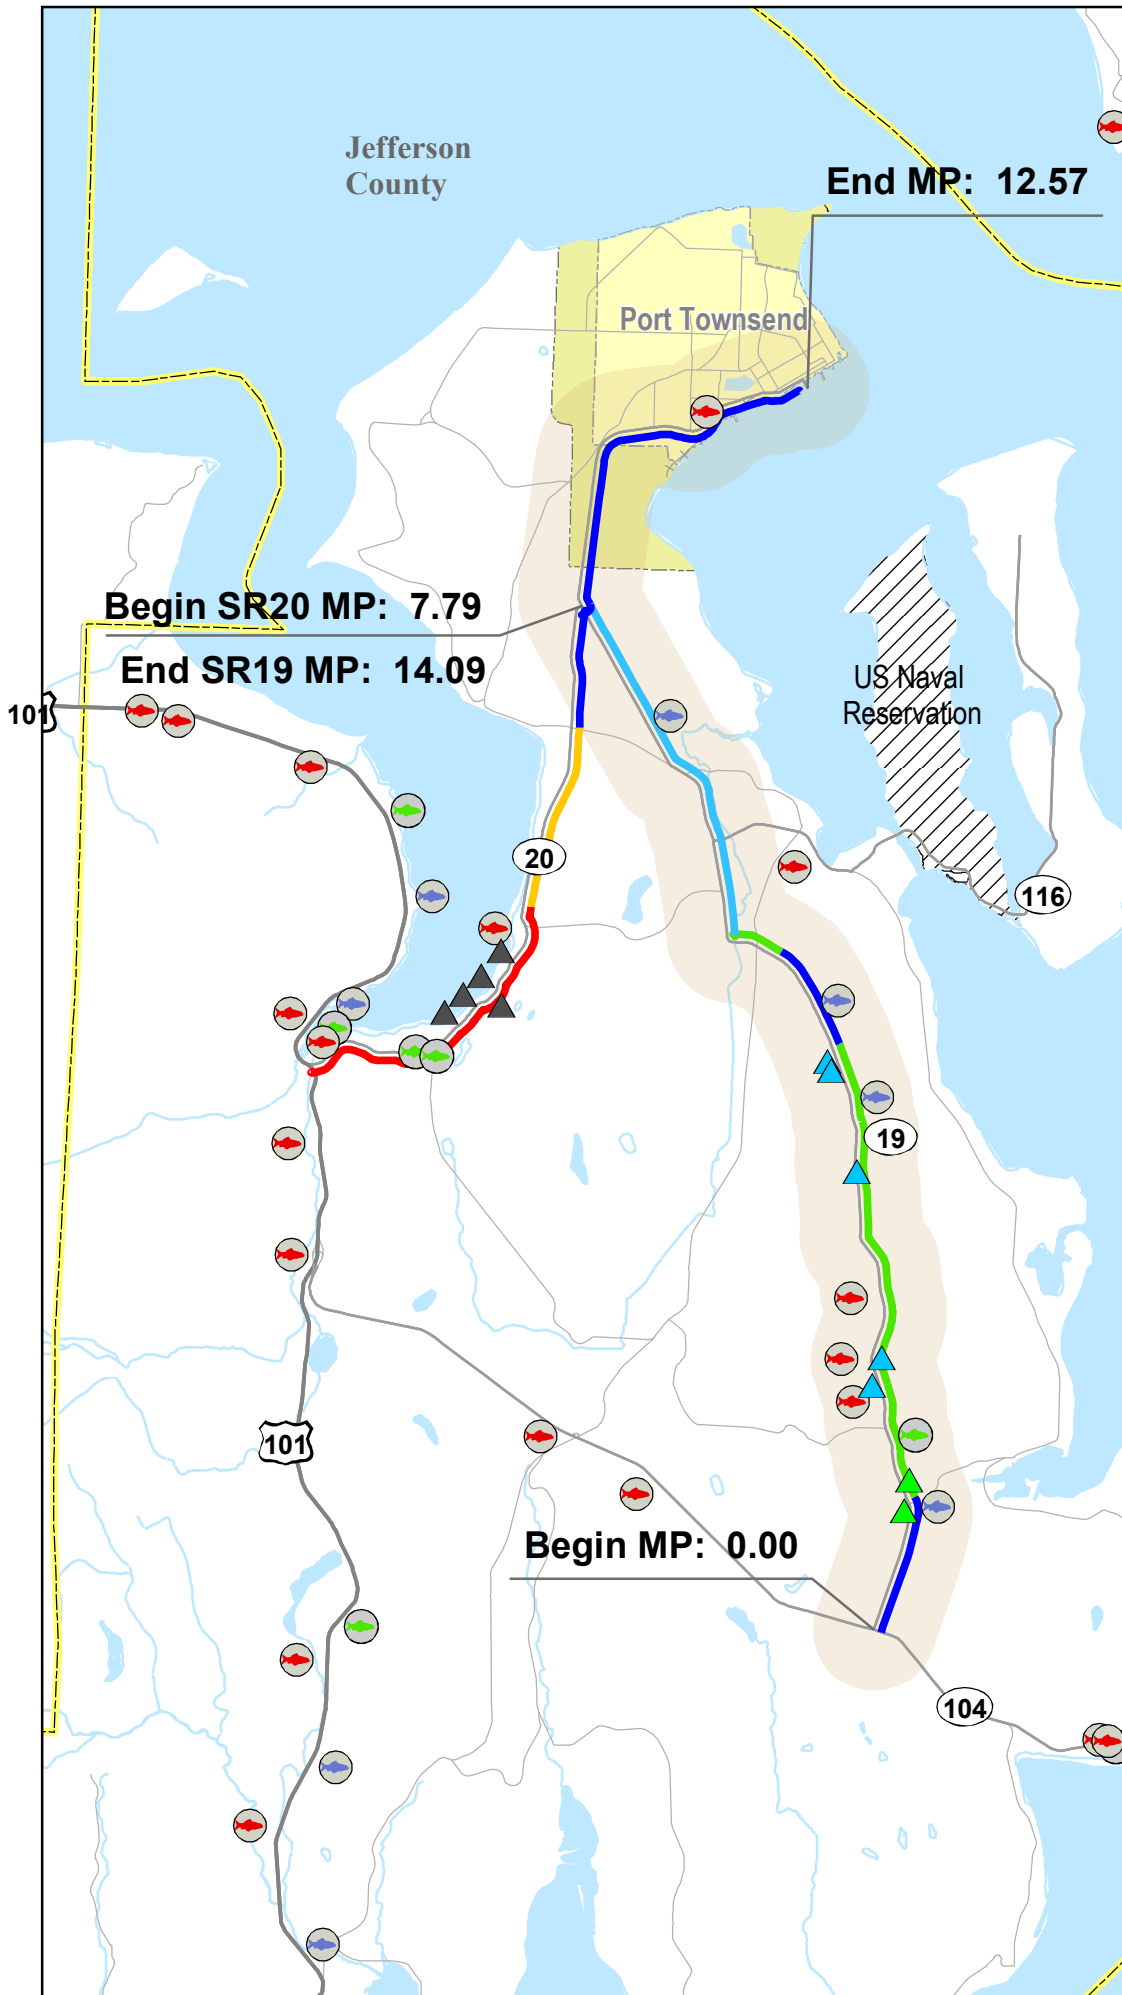 Jefferson
County
End MP: 12.57
Port Townsend
Begin SR20 MP: 7.79
End SR19 MP: 14.09
US Naval
Reservation
101
20
116
19
101
Begin MP: 0.00
104